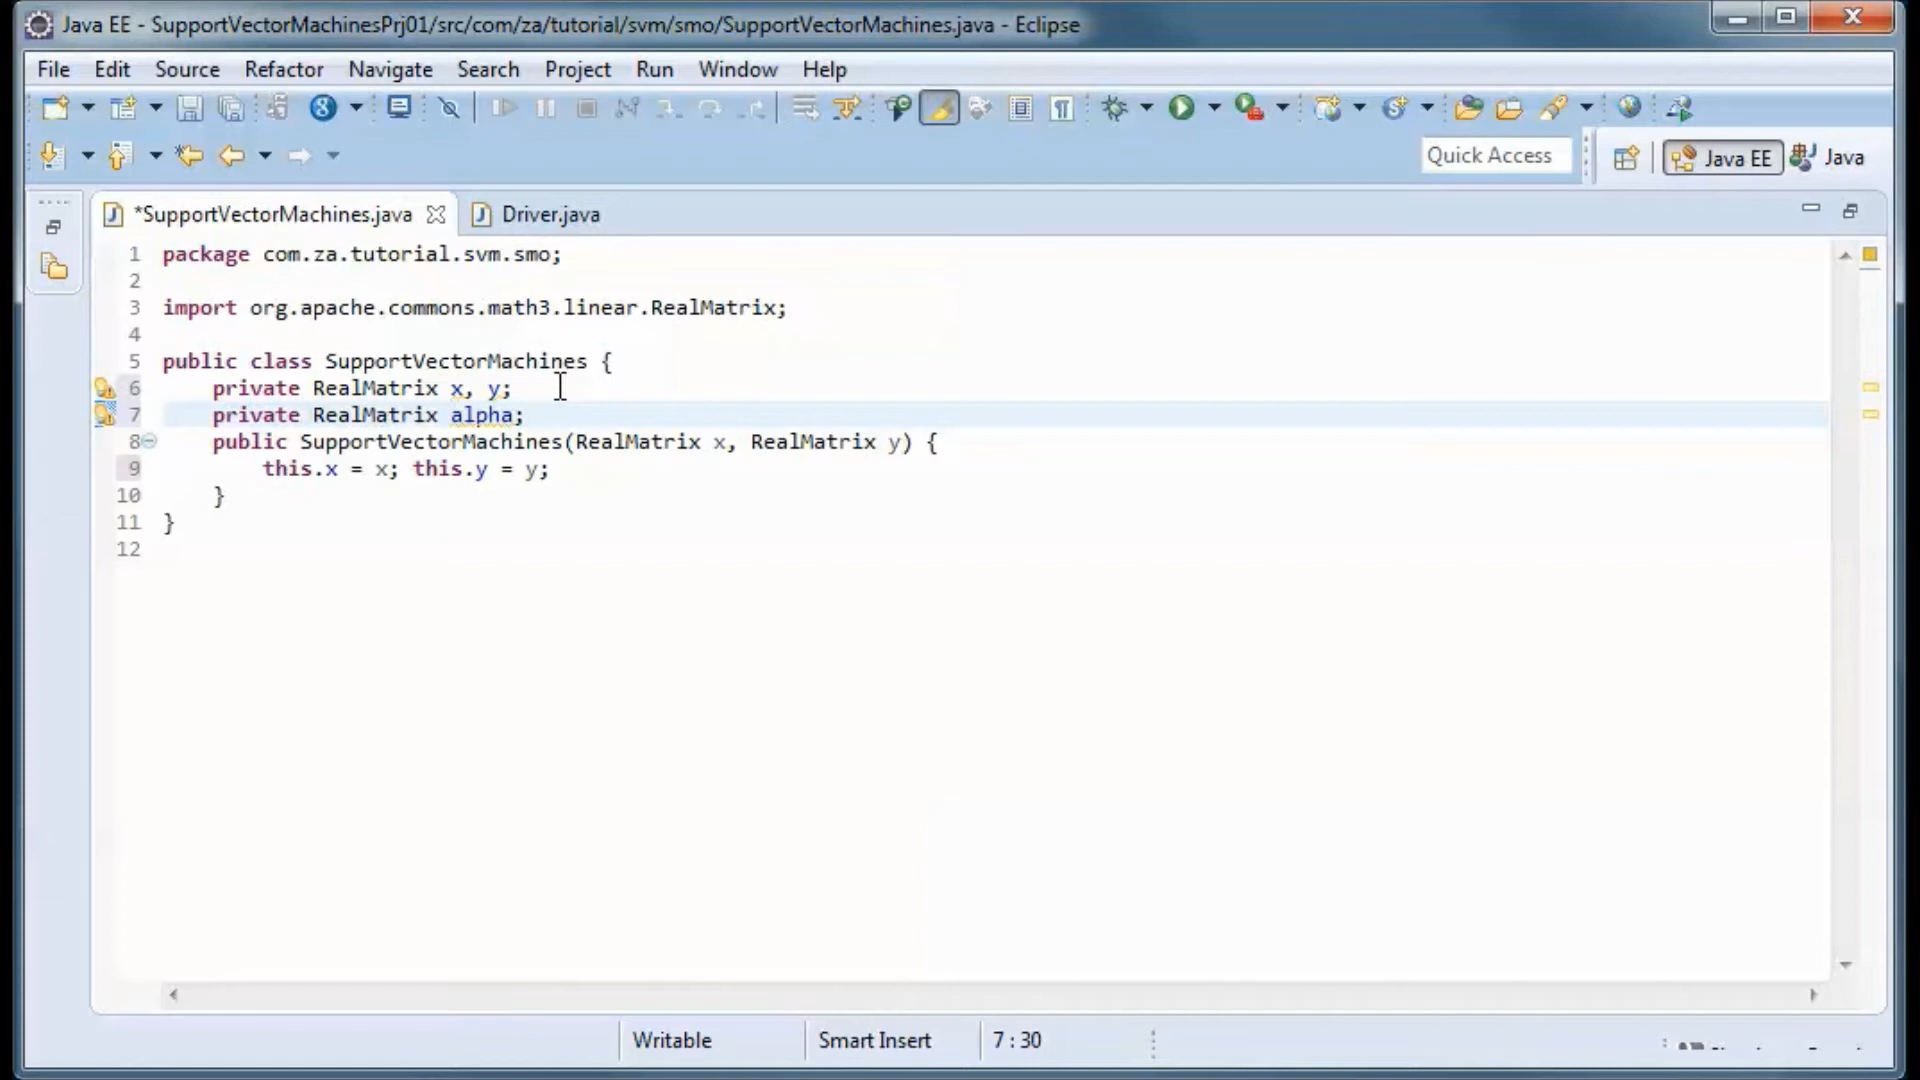 Java EE - SupportVectorMachinesPrj01/src/com/za/tutorial/svm/smo/SupportVectorMachines.java - Eclipse
File Edit Source Refactor Navigate Search Project Run Window Help
Quick Access Java EE Java
*SupportVectorMachines.java Driver.java
1 package com.za.tutorial.svm.smo;
2
3 import org.apache.commons.math3.linear.RealMatrix;
4
5 public class SupportVectorMachines {
6 private RealMatrix x, y;
7 private RealMatrix alpha;
8 public SupportVectorMachines(RealMatrix x, RealMatrix y) {
9 this.x = x; this.y = y;
10 }
11 }
12
Writable Smart Insert 7 : 30